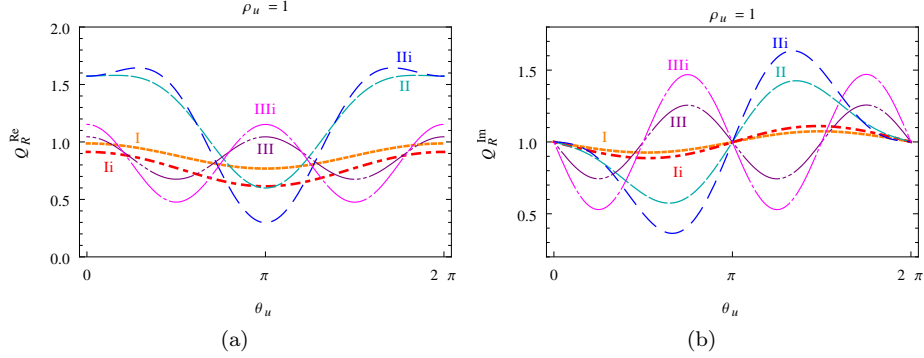 ρu = 1
2.0
1.5
1.0
0.5
0.0
Q_R^Re
IIi
II
IIIi
I
III
Ii
0
π
2 π
θu
(a)
ρu = 1
1.5
1.0
0.5
Q_R^Im
IIi
IIIi
II
III
I
Ii
0
π
2 π
θu
(b)